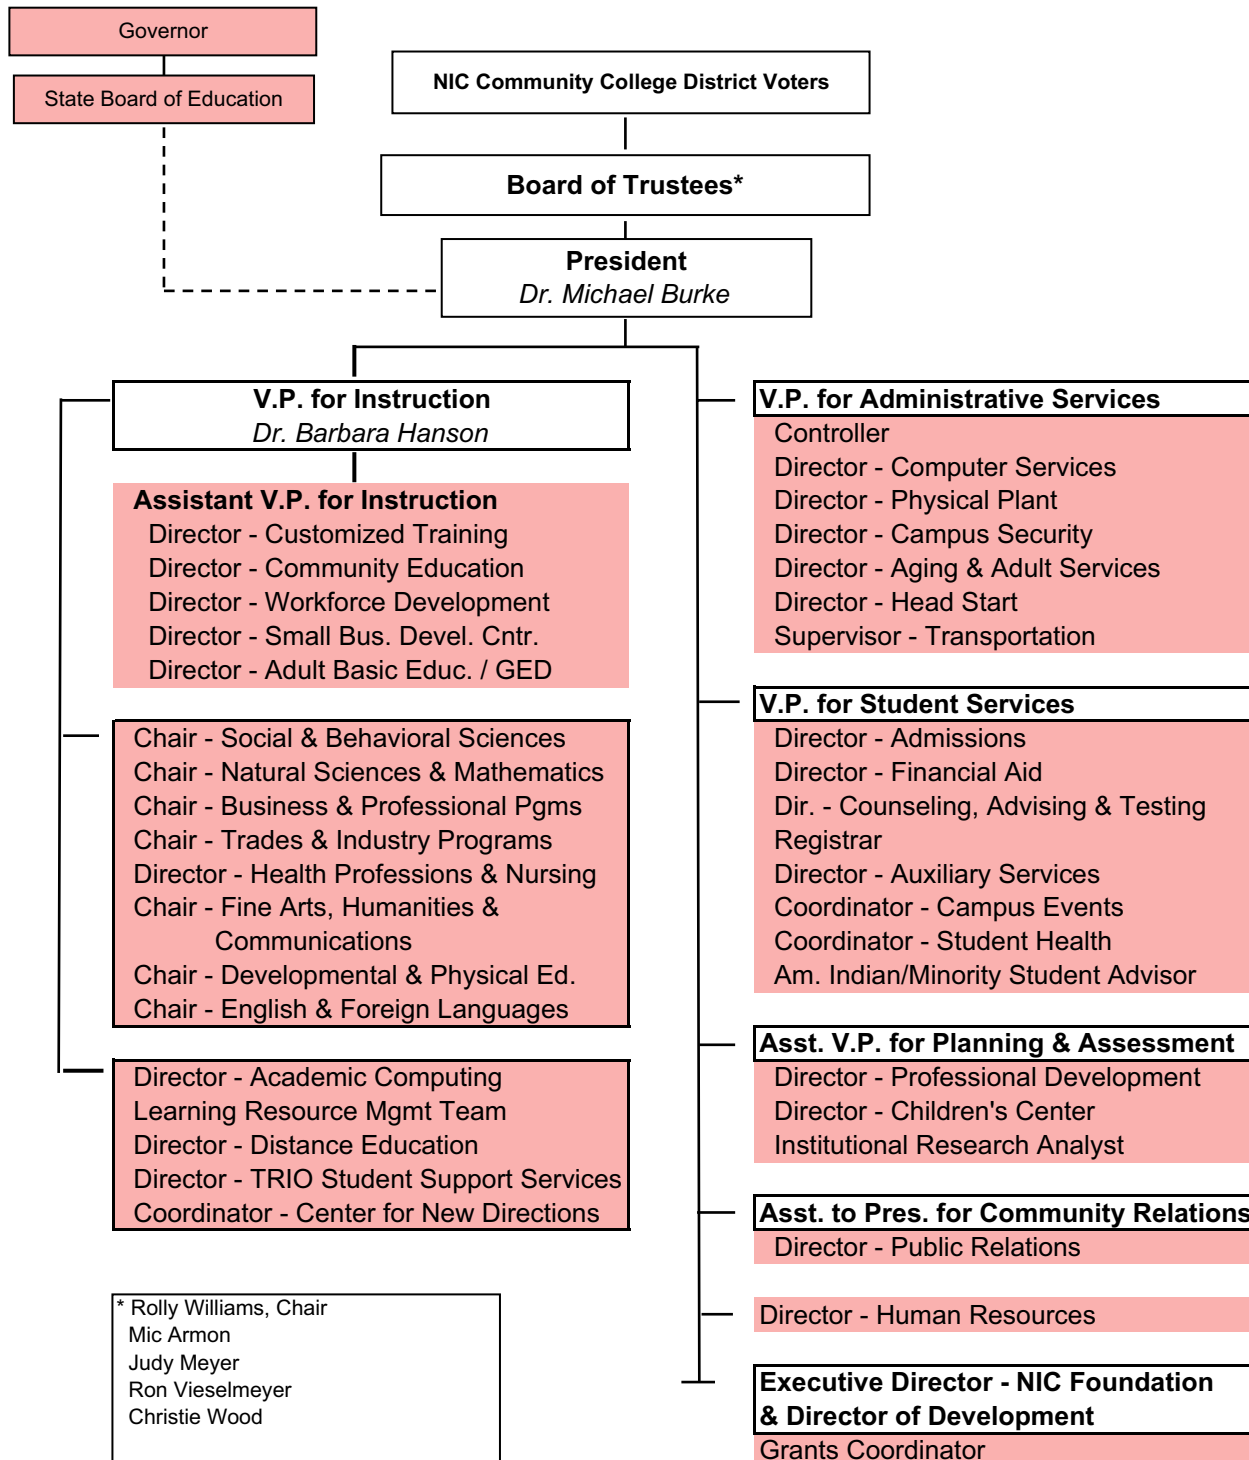 Governor
State Board of Education
NIC Community College District Voters
Board of Trustees*
President
Dr. Michael Burke
V.P. for Instruction
Dr. Barbara Hanson
Assistant V.P. for Instruction
Director - Customized Training
Director - Community Education
Director - Workforce Development
Director - Small Bus. Devel. Cntr.
Director - Adult Basic Educ. / GED
Chair - Social & Behavioral Sciences
Chair - Natural Sciences & Mathematics
Chair - Business & Professional Pgms
Chair - Trades & Industry Programs
Director - Health Professions & Nursing
Chair - Fine Arts, Humanities &
Communications
Chair - Developmental & Physical Ed.
Chair - English & Foreign Languages
Director - Academic Computing
Learning Resource Mgmt Team
Director - Distance Education
Director - TRIO Student Support Services
Coordinator - Center for New Directions
* Rolly Williams, Chair
Mic Armon
Judy Meyer
Ron Vieselmeyer
Christie Wood
V.P. for Administrative Services
Controller
Director - Computer Services
Director - Physical Plant
Director - Campus Security
Director - Aging & Adult Services
Director - Head Start
Supervisor - Transportation
V.P. for Student Services
Director - Admissions
Director - Financial Aid
Dir. - Counseling, Advising & Testing
Registrar
Director - Auxiliary Services
Coordinator - Campus Events
Coordinator - Student Health
Am. Indian/Minority Student Advisor
Asst. V.P. for Planning & Assessment
Director - Professional Development
Director - Children's Center
Institutional Research Analyst
Asst. to Pres. for Community Relations
Director - Public Relations
Director - Human Resources
Executive Director - NIC Foundation
& Director of Development
Grants Coordinator